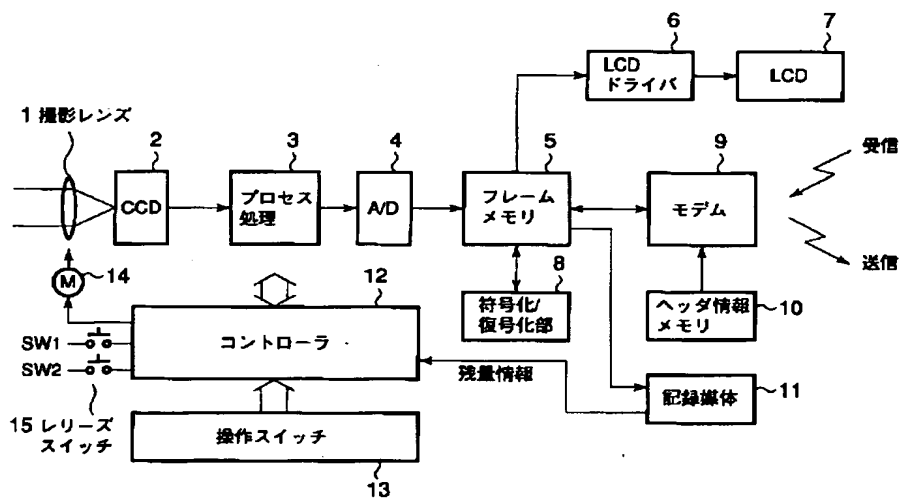 6
7
LCD
ドライバ
LCD
1 撮影レンズ
2
3
4
5
9
受信
CCD
プロセス
処理
A/D
フレーム
メモリ
モデム
送信
M
14
12
8
符号化/
復号化部
ヘッダ情報
メモリ
10
SW1
SW2
コントローラ
残量情報
記録媒体
11
15 レリーズ
スイッチ
操作スイッチ
13